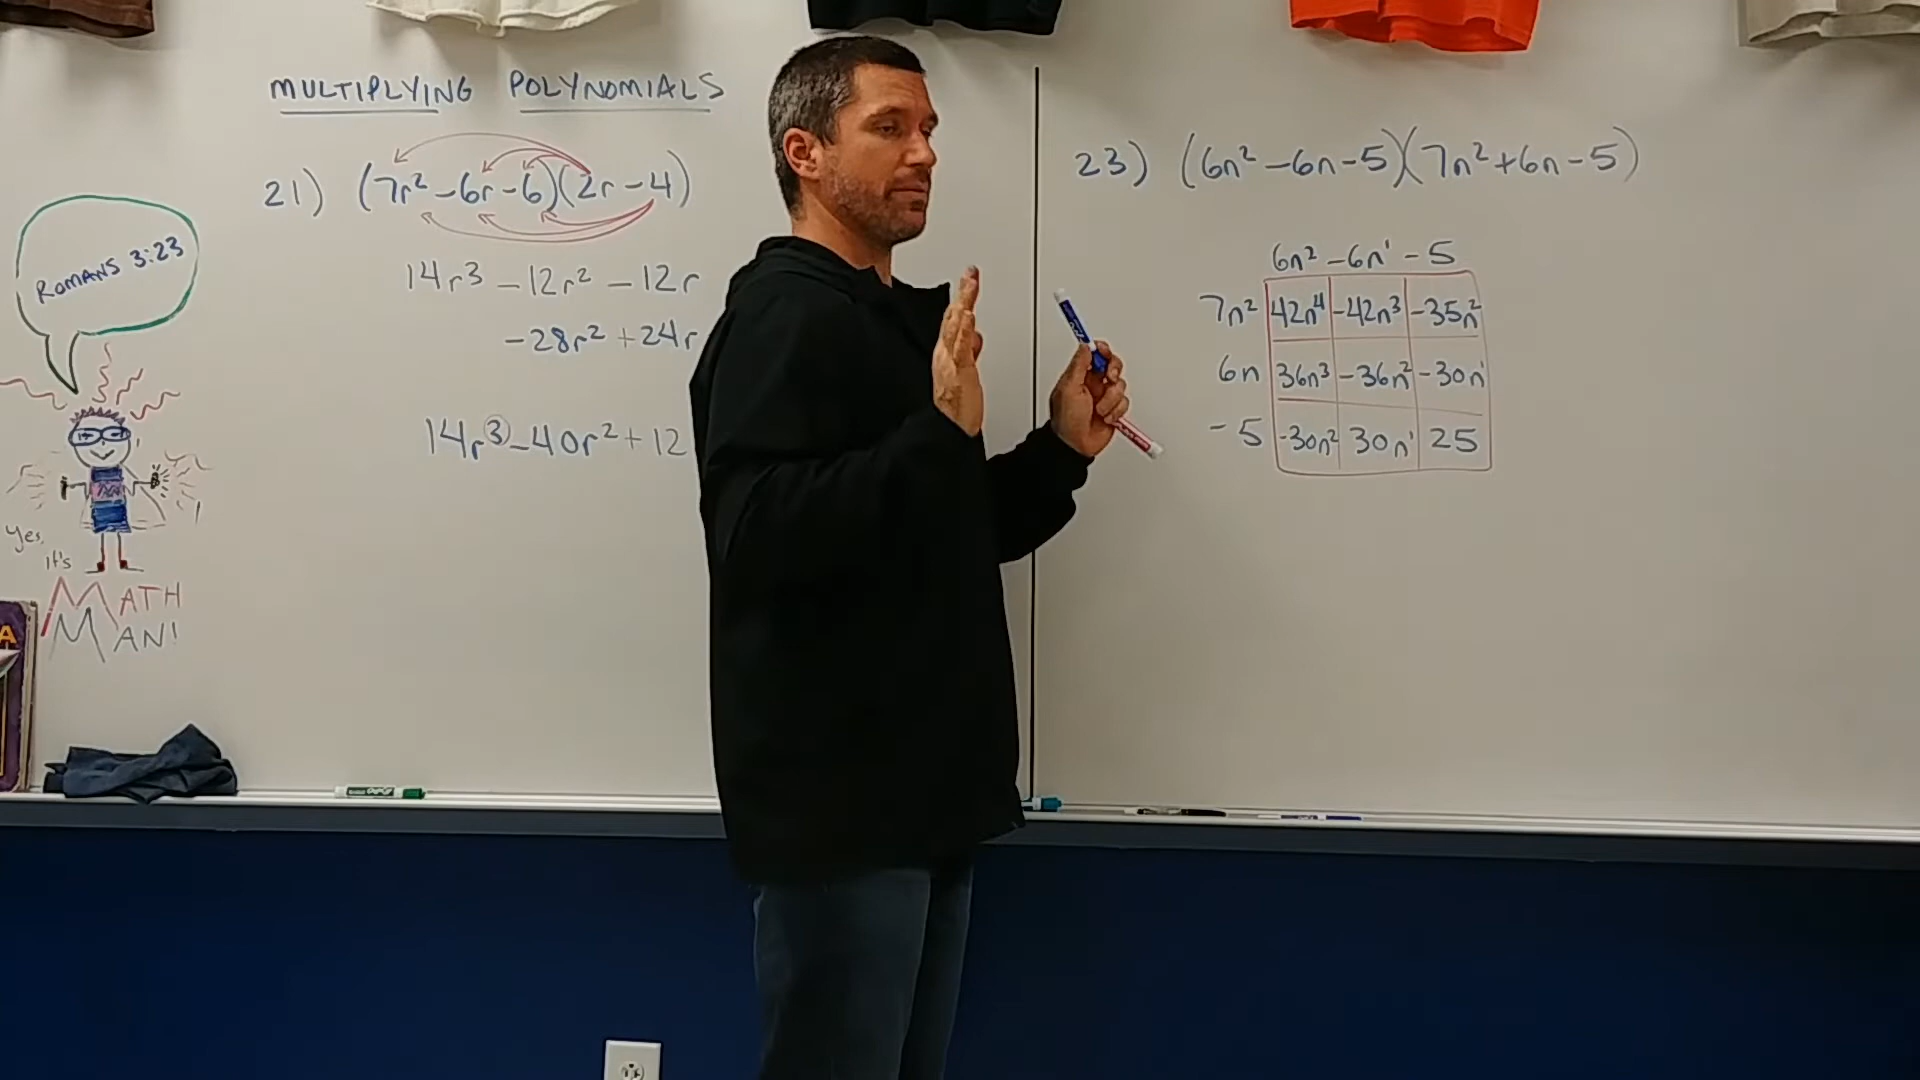 MULTIPLYING POLYNOMIALS
21) (7r² -6r -6)(2r -4)
14r³ -12r² -12r
-28r² +24r
14r³ -40r² +12
ROMANS 3:23
Yes, it's
MATH
MAN!
A
23) (6n² -6n -5)(7n² +6n -5)
6n² -6n¹ -5
7n² 42n⁴ -42n³ -35n²
6n 36n³ -36n² -30n¹
-5 -30n² 30n¹ 25